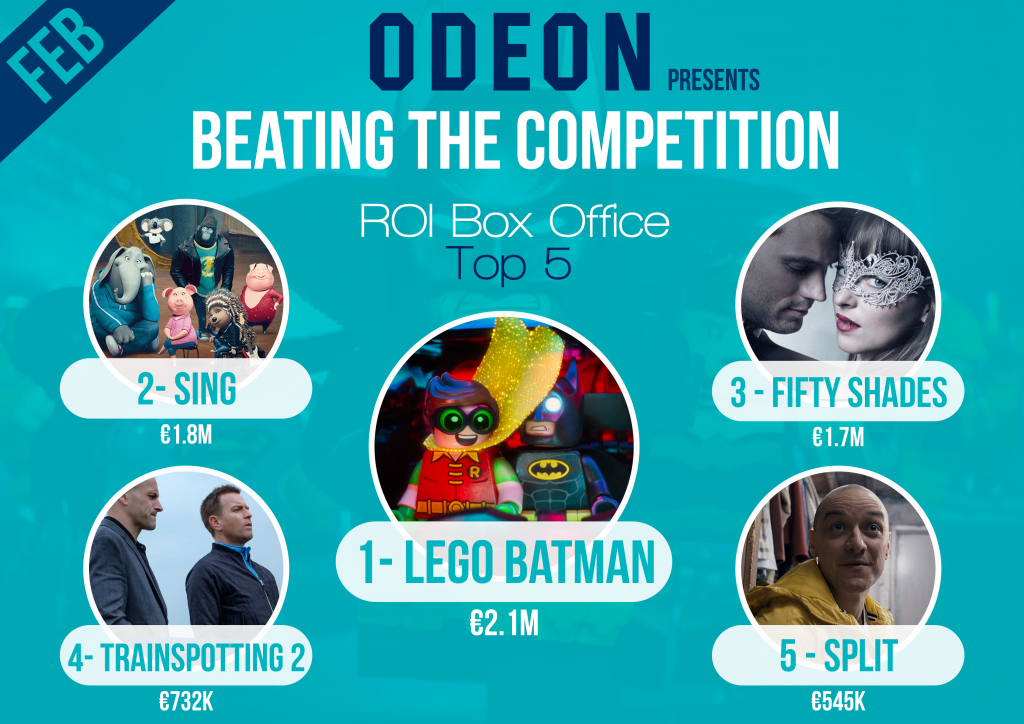 FEB
ODEON PRESENTS
BEATING THE COMPETITION
ROI Box Office
Top 5
2- SING
€1.8M
3 - FIFTY SHADES
€1.7M
R
1- LEGO BATMAN
€2.1M
4- TRAINSPOTTING 2
€732K
5 - SPLIT
€545K